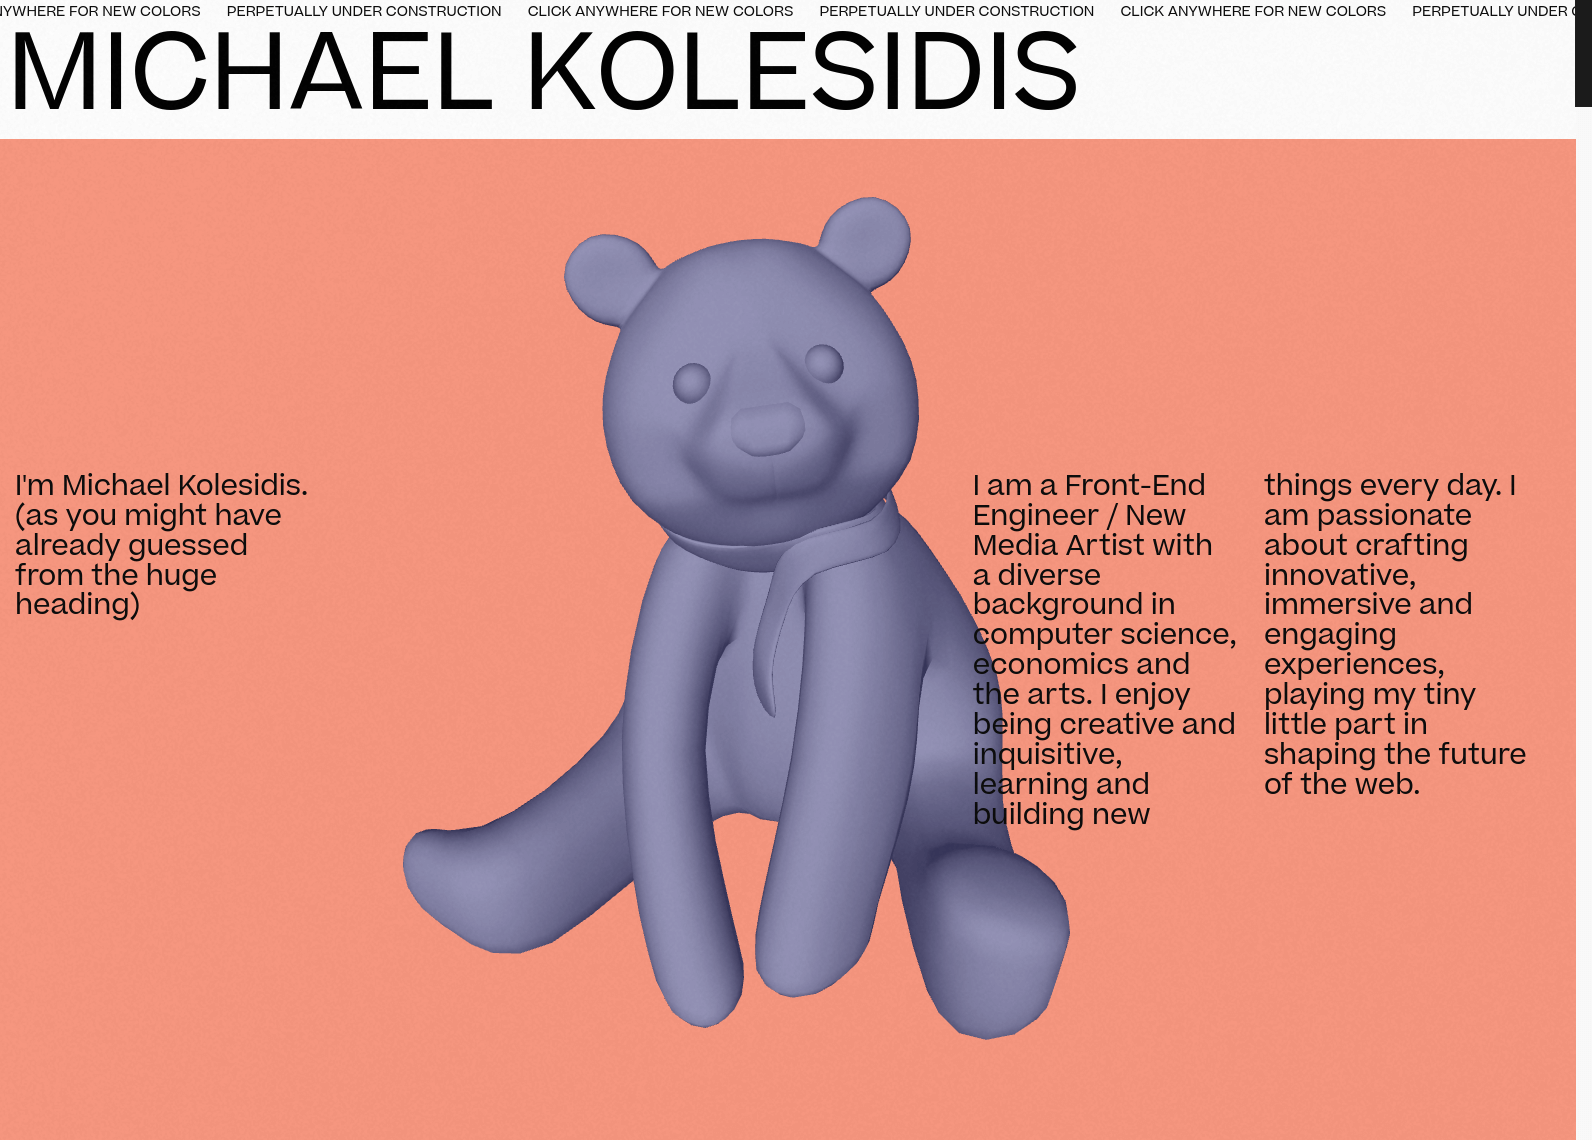 YWHERE FOR NEW COLORS PERPETUALLY UNDER CONSTRUCTION CLICK ANYWHERE FOR NEW COLORS PERPETUALLY UNDER CONSTRUCTION CLICK ANYWHERE FOR NEW COLORS PERPETUALLY UNDER
MICHAEL KOLESIDIS
I'm Michael Kolesidis.
(as you might have
already guessed
from the huge
heading)
I am a Front-End
Engineer / New
Media Artist with
a diverse
background in
computer science,
economics and
the arts. I enjoy
being creative and
inquisitive,
learning and
building new
things every day. I
am passionate
about crafting
innovative,
immersive and
engaging
experiences,
playing my tiny
little part in
shaping the future
of the web.